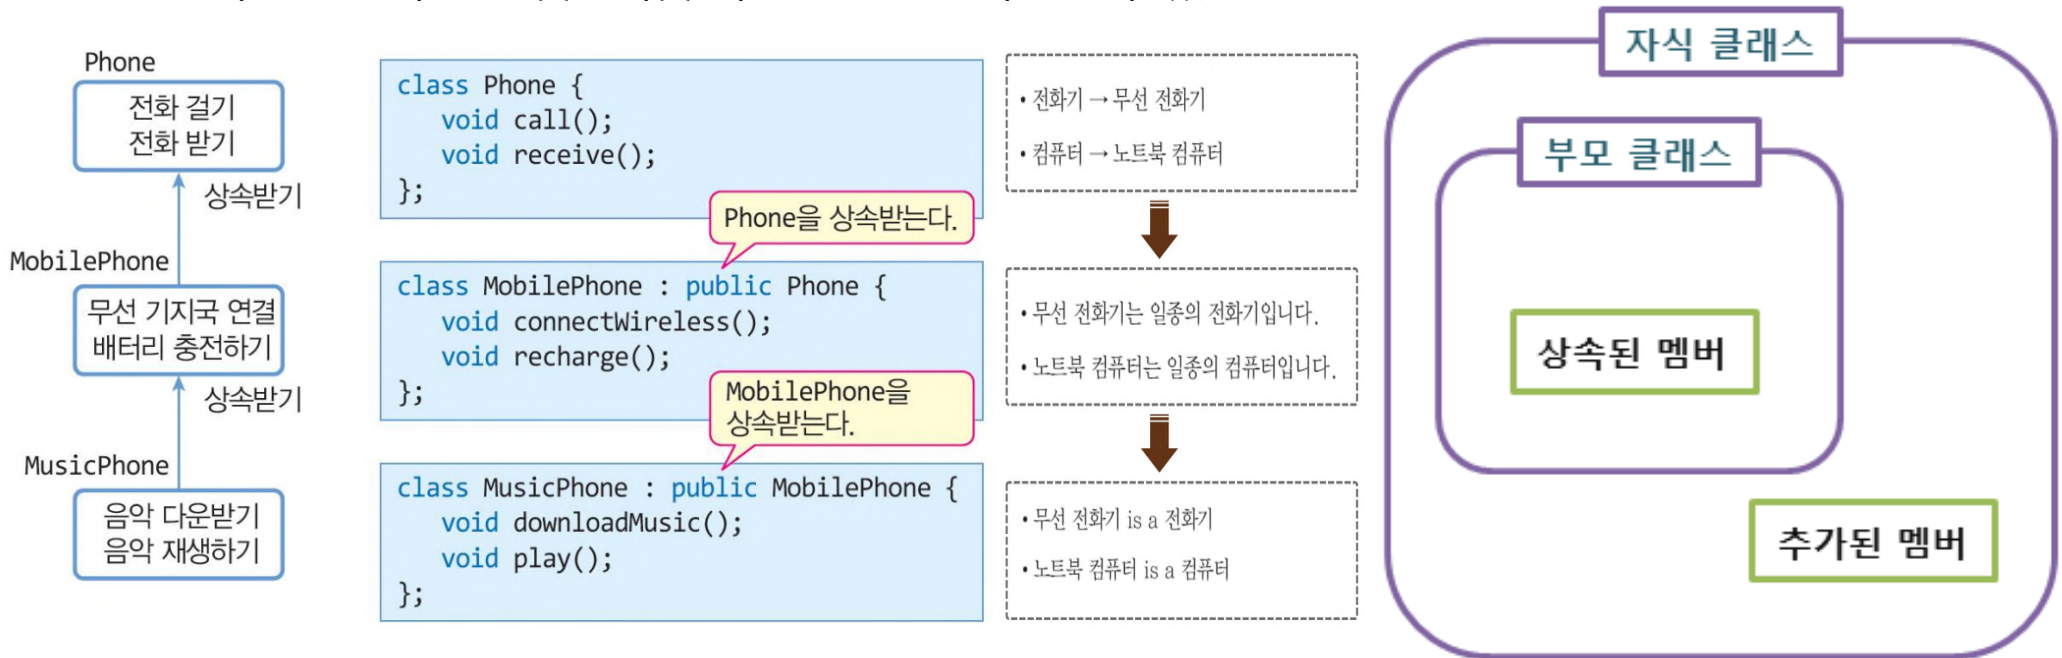 Phone
전화 걸기
전화 받기
상속받기
MobilePhone
무선 기지국 연결
배터리 충전하기
상속받기
MusicPhone
음악 다운받기
음악 재생하기
class Phone {
void call();
void receive();
};
Phone을 상속받는다.
class MobilePhone : public Phone {
void connectWireless();
void recharge();
};
MobilePhone을
상속받는다.
class MusicPhone : public MobilePhone {
void downloadMusic();
void play();
};
• 전화기 → 무선 전화기
• 컴퓨터 → 노트북 컴퓨터
• 무선 전화기는 일종의 전화기입니다.
• 노트북 컴퓨터는 일종의 컴퓨터입니다.
• 무선 전화기 is a 전화기
• 노트북 컴퓨터 is a 컴퓨터
자식 클래스
부모 클래스
상속된 멤버
추가된 멤버